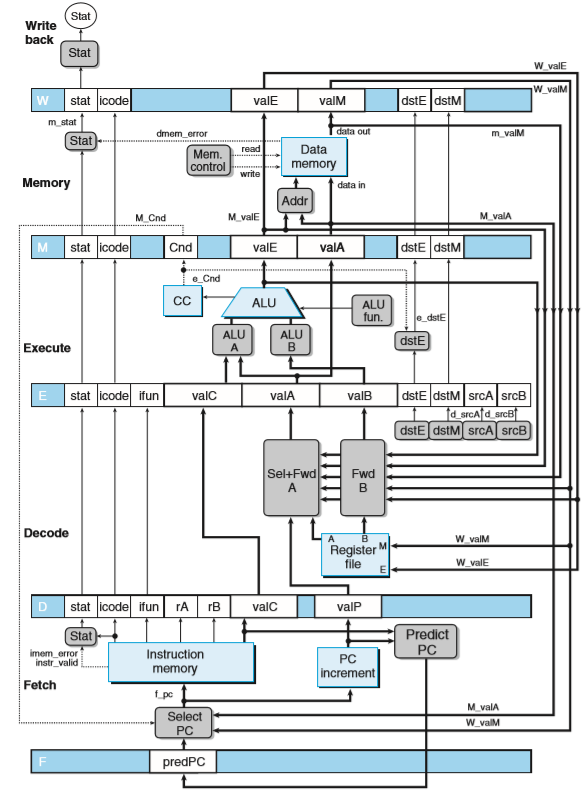 Stat
Write
back
Stat
W_valE
W_valM
W stat icode valE valM dstE dstM
m_stat
Stat
dmem_error
data out
m_valM
Mem.
control
read
write
Data
memory
data in
Memory
Addr
M_Cnd
M_valE
M_valA
M stat icode Cnd valE valA dstE dstM
e_Cnd
CC
ALU
ALU
fun.
e_dstE
ALU
A
ALU
B
dstE
Execute
E stat icode ifun valC valA valB dstE dstM srcA srcB
d_srcA d_srcB
dstE dstM srcA srcB
Sel+Fwd
A
Fwd
B
Decode
A B
M
Register
file
E
W_valM
W_valE
D stat icode ifun rA rB valC valP
Stat
Predict
PC
imem_error
instr_valid
Instruction
memory
PC
increment
Fetch
f_pc
M_valA
W_valM
Select
PC
F predPC